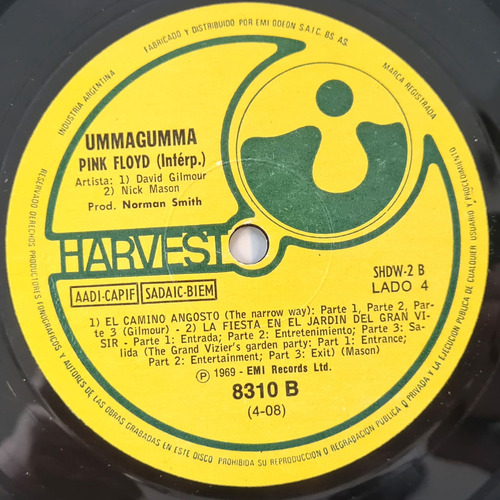 FABRICADO Y DISTRIBUIDO POR EMI ODEON S.A.I.C. BS. AS.
INDUSTRIA ARGENTINA
MARCA REGISTRADA
UMMAGUMMA
PINK FLOYD (Intérp.)
Artista: 1) David Gilmour
2) Nick Mason
Prod. Norman Smith
HARVEST
AADI-CAPIF SADAIC-BIEM
SHDW-2 B
LADO 4
1) EL CAMINO ANGOSTO (The narrow way): Parte 1, Parte 2, Par-
te 3 (Gilmour) - 2) LA FIESTA EN EL JARDIN DEL GRAN VI-
SIR - Parte 1: Entrada; Parte 2: Entretenimiento; Parte 3: Sa-
lida (The Grand Vizier's garden party: Part 1: Entrance;
Part 2: Entertainment; Part 3: Exit) (Mason)
Ⓟ 1969 - EMI Records Ltd.
8310 B
(4-08)
RESERVADO DERECHOS PRODUCTORES FONOGRAFICOS Y AUTORES DE LAS OBRAS GRABADAS EN ESTE DISCO PROHIBIDA SU REPRODUCCION O REGRABACION PUBLICA O PRIVADA Y LA EJECUCION PUBLICA DE CUALQUIER USUARIO Y PROCEDIMIENTO